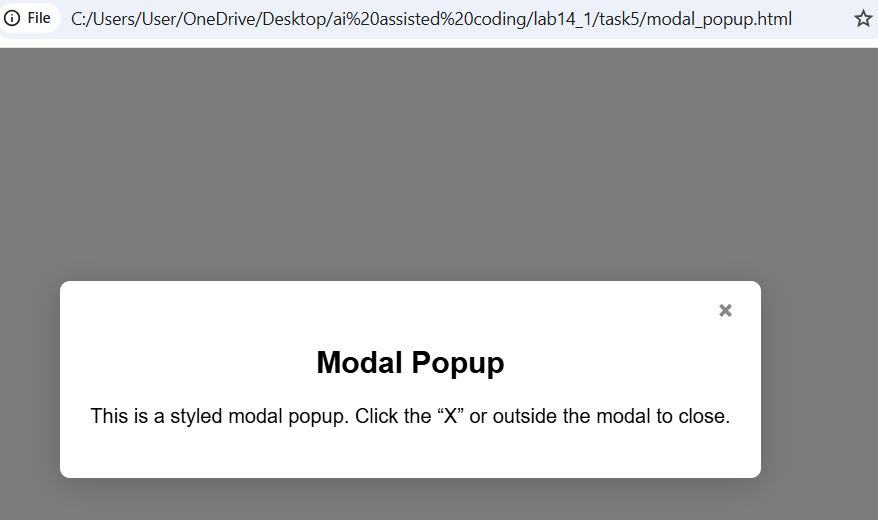 File C:/Users/User/OneDrive/Desktop/ai%20assisted%20coding/lab14_1/task5/modal_popup.html
×
Modal Popup
This is a styled modal popup. Click the “X” or outside the modal to close.